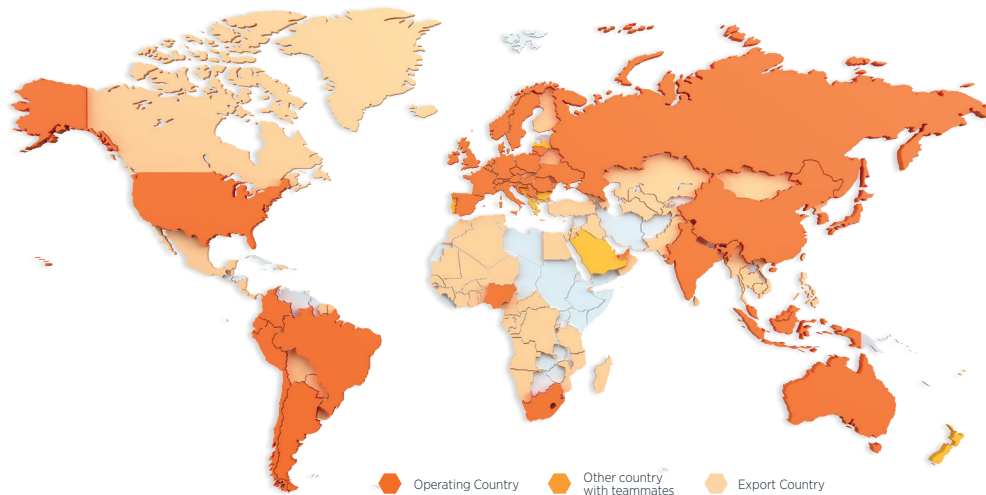 Operating Country
Other country
with teammates
Export Country